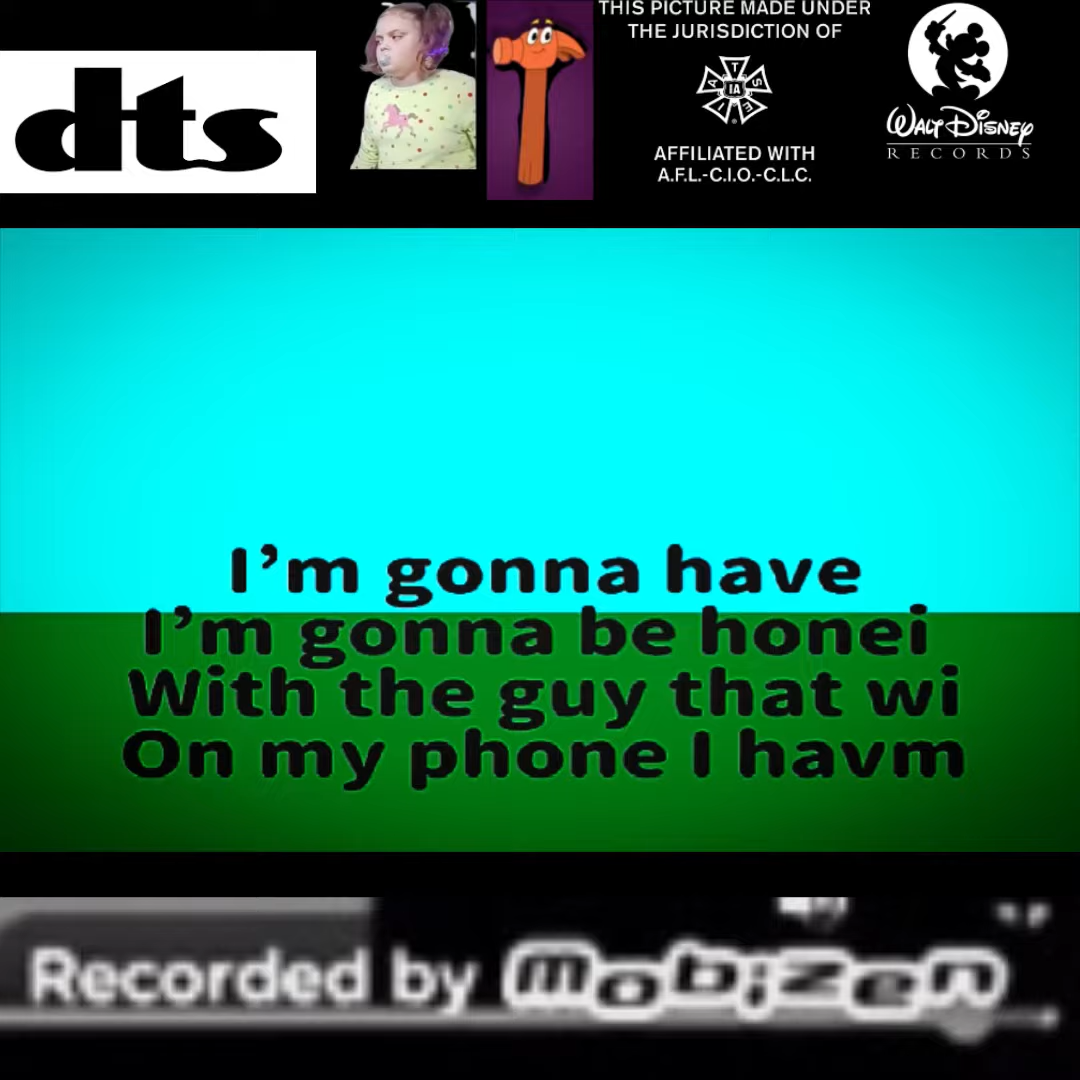 dts
THIS PICTURE MADE UNDER
THE JURISDICTION OF
I A T S E
IA
®
AFFILIATED WITH
A.F.L.-C.I.O.-C.L.C.
WALT DISNEY
RECORDS
I’m gonna have
I’m gonna be honei
With the guy that wi
On my phone I havm
Recorded by mobizen